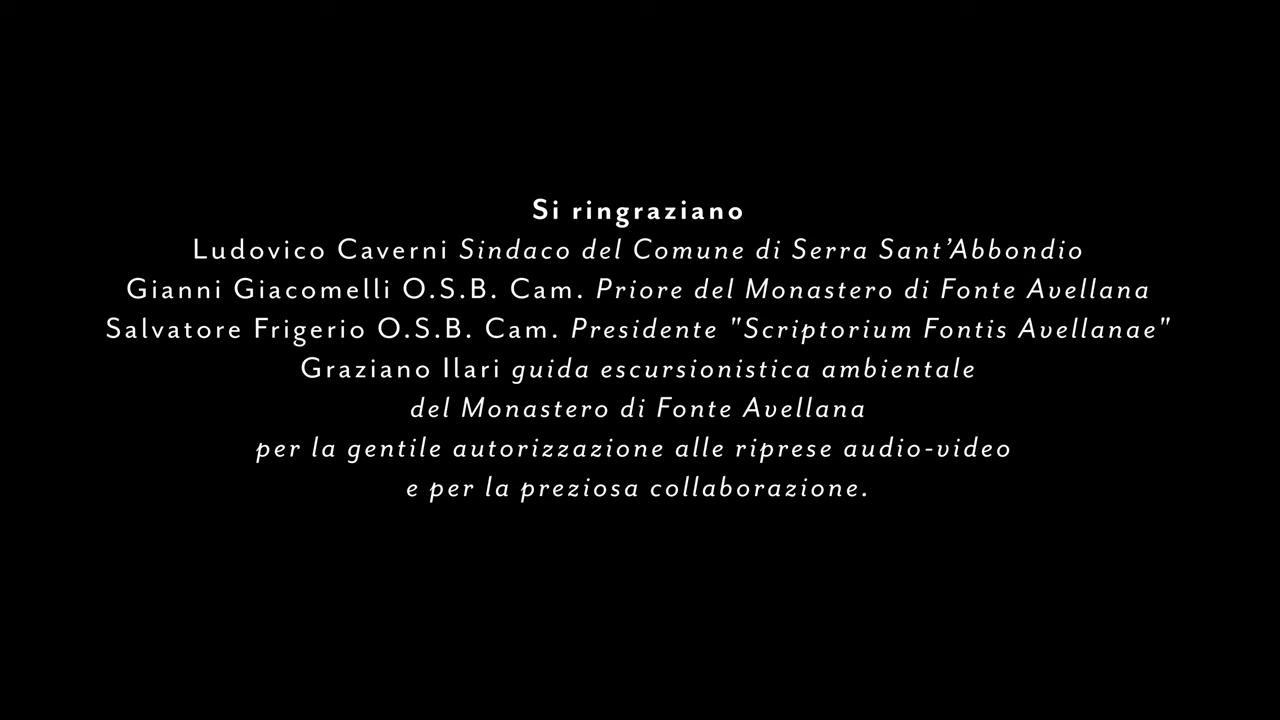 Si ringraziano
Ludovico Caverni Sindaco del Comune di Serra Sant’Abbondio
Gianni Giacomelli O.S.B. Cam. Priore del Monastero di Fonte Avellana
Salvatore Frigerio O.S.B. Cam. Presidente "Scriptorium Fontis Avellanae"
Graziano Ilari guida escursionistica ambientale
del Monastero di Fonte Avellana
per la gentile autorizzazione alle riprese audio-video
e per la preziosa collaborazione.